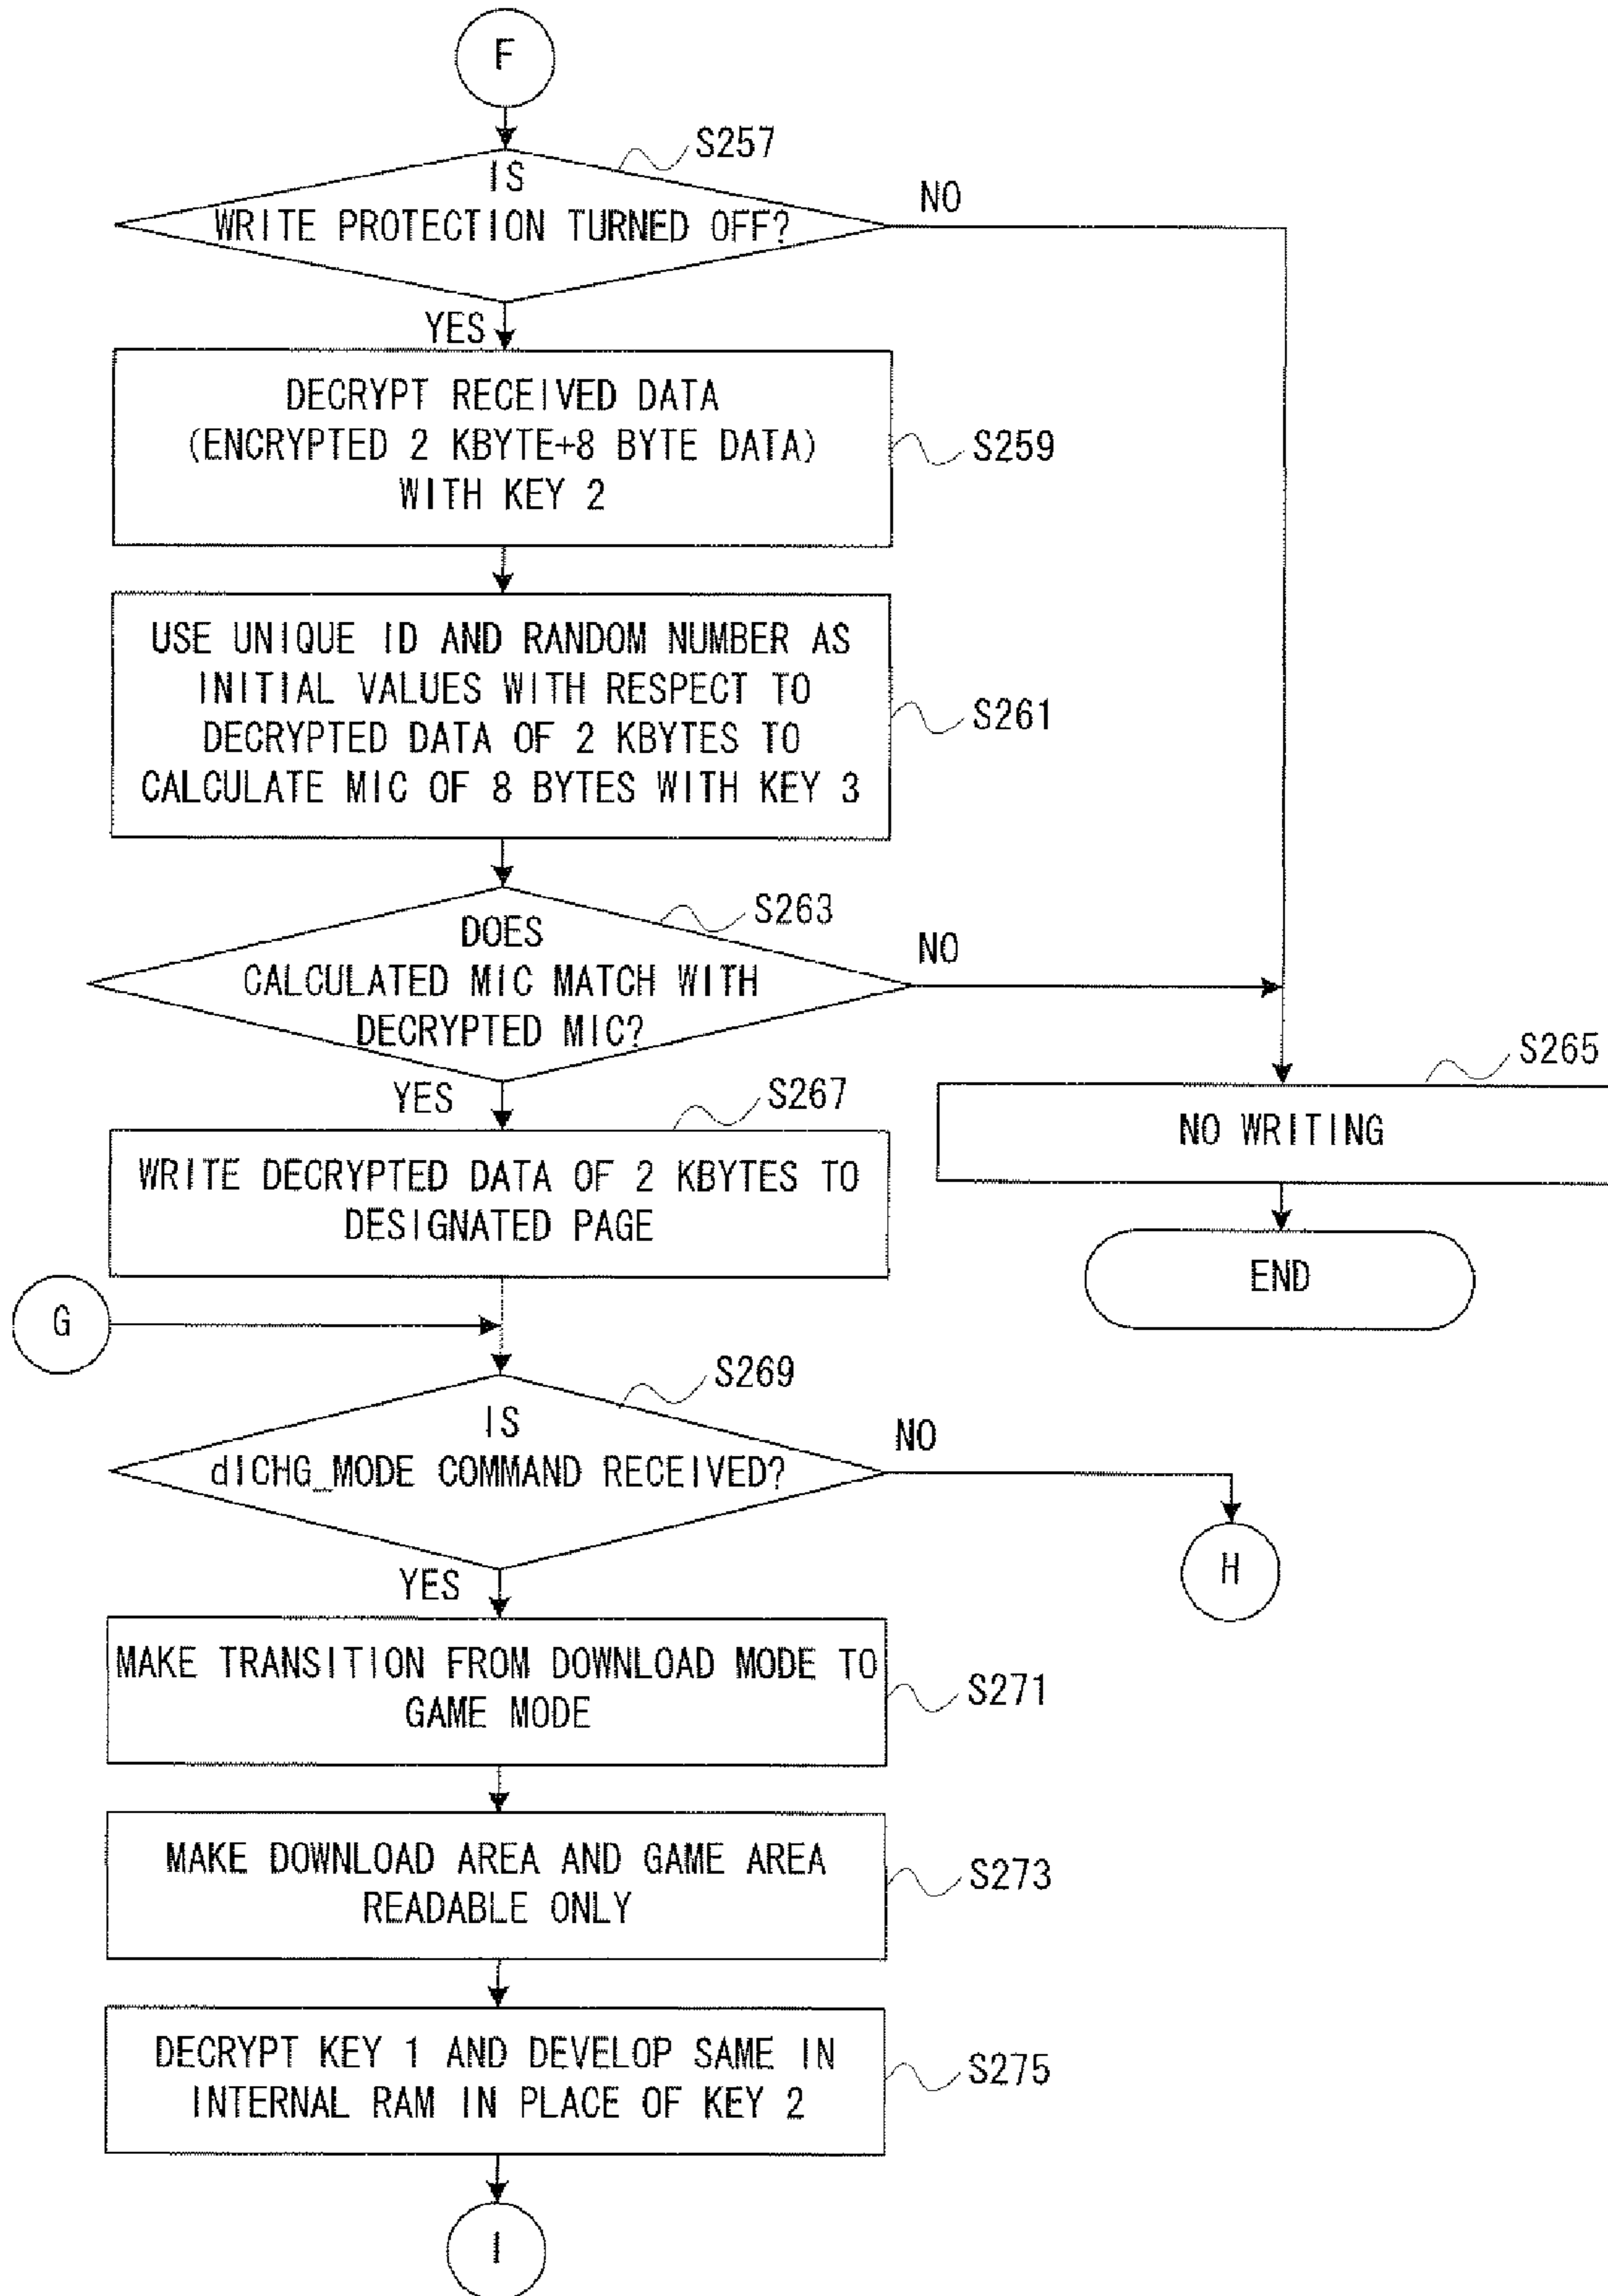 F
S257
IS
WRITE PROTECTION TURNED OFF?
NO
YES
DECRYPT RECEIVED DATA
(ENCRYPTED 2 KBYTE+8 BYTE DATA)
WITH KEY 2
S259
USE UNIQUE ID AND RANDOM NUMBER AS
INITIAL VALUES WITH RESPECT TO
DECRYPTED DATA OF 2 KBYTES TO
CALCULATE MIC OF 8 BYTES WITH KEY 3
S261
S263
DOES
CALCULATED MIC MATCH WITH
DECRYPTED MIC?
NO
YES
S265
NO WRITING
END
S267
WRITE DECRYPTED DATA OF 2 KBYTES TO
DESIGNATED PAGE
G
S269
IS
dICHG_MODE COMMAND RECEIVED?
NO
H
YES
MAKE TRANSITION FROM DOWNLOAD MODE TO
GAME MODE
S271
MAKE DOWNLOAD AREA AND GAME AREA
READABLE ONLY
S273
DECRYPT KEY 1 AND DEVELOP SAME IN
INTERNAL RAM IN PLACE OF KEY 2
S275
I